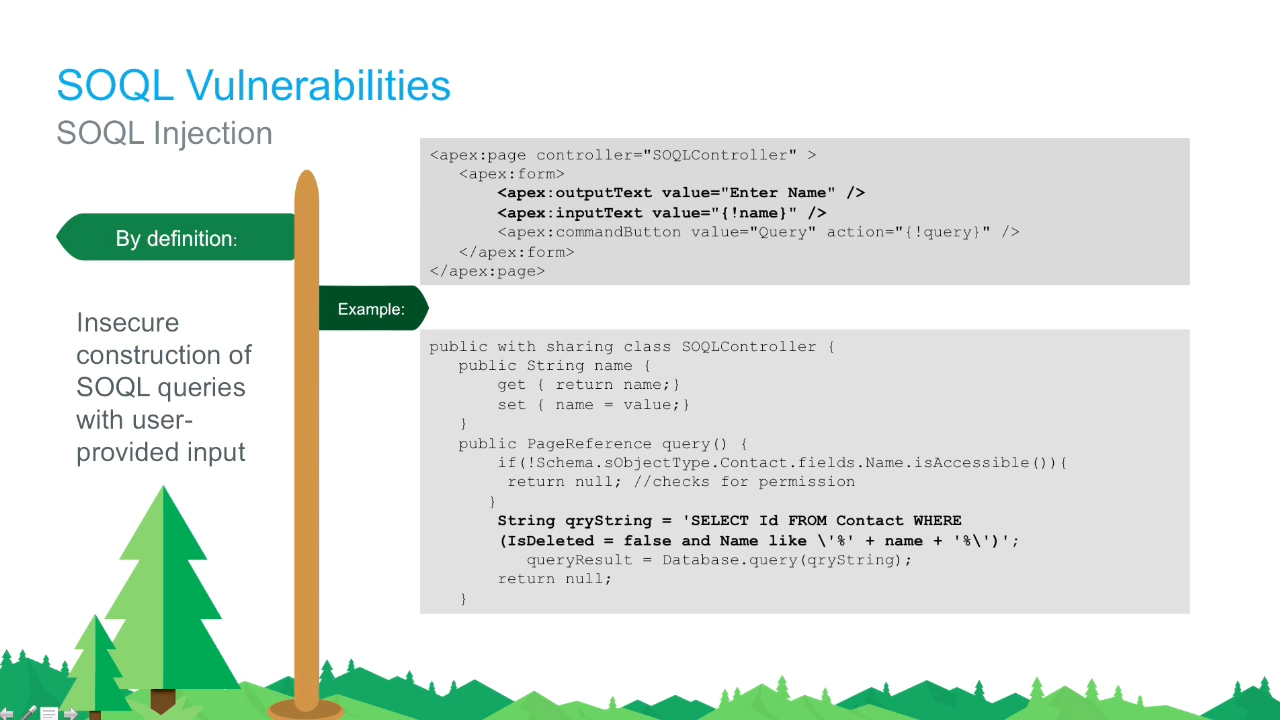 SOQL Vulnerabilities
SOQL Injection
By definition:
Insecure
construction of
SOQL queries
with user-
provided input
Example:
<apex:page controller="SOQLController" >
<apex:form>
<apex:outputText value="Enter Name" />
<apex:inputText value="{!name}" />
<apex:commandButton value="Query" action="{!query}" />
</apex:form>
</apex:page>
public with sharing class SOQLController {
public String name {
get { return name;}
set { name = value;}
}
public PageReference query() {
if(!Schema.sObjectType.Contact.fields.Name.isAccessible()){
return null; //checks for permission
}
String qryString = 'SELECT Id FROM Contact WHERE
(IsDeleted = false and Name like \'%' + name + '%\')';
queryResult = Database.query(qryString);
return null;
}